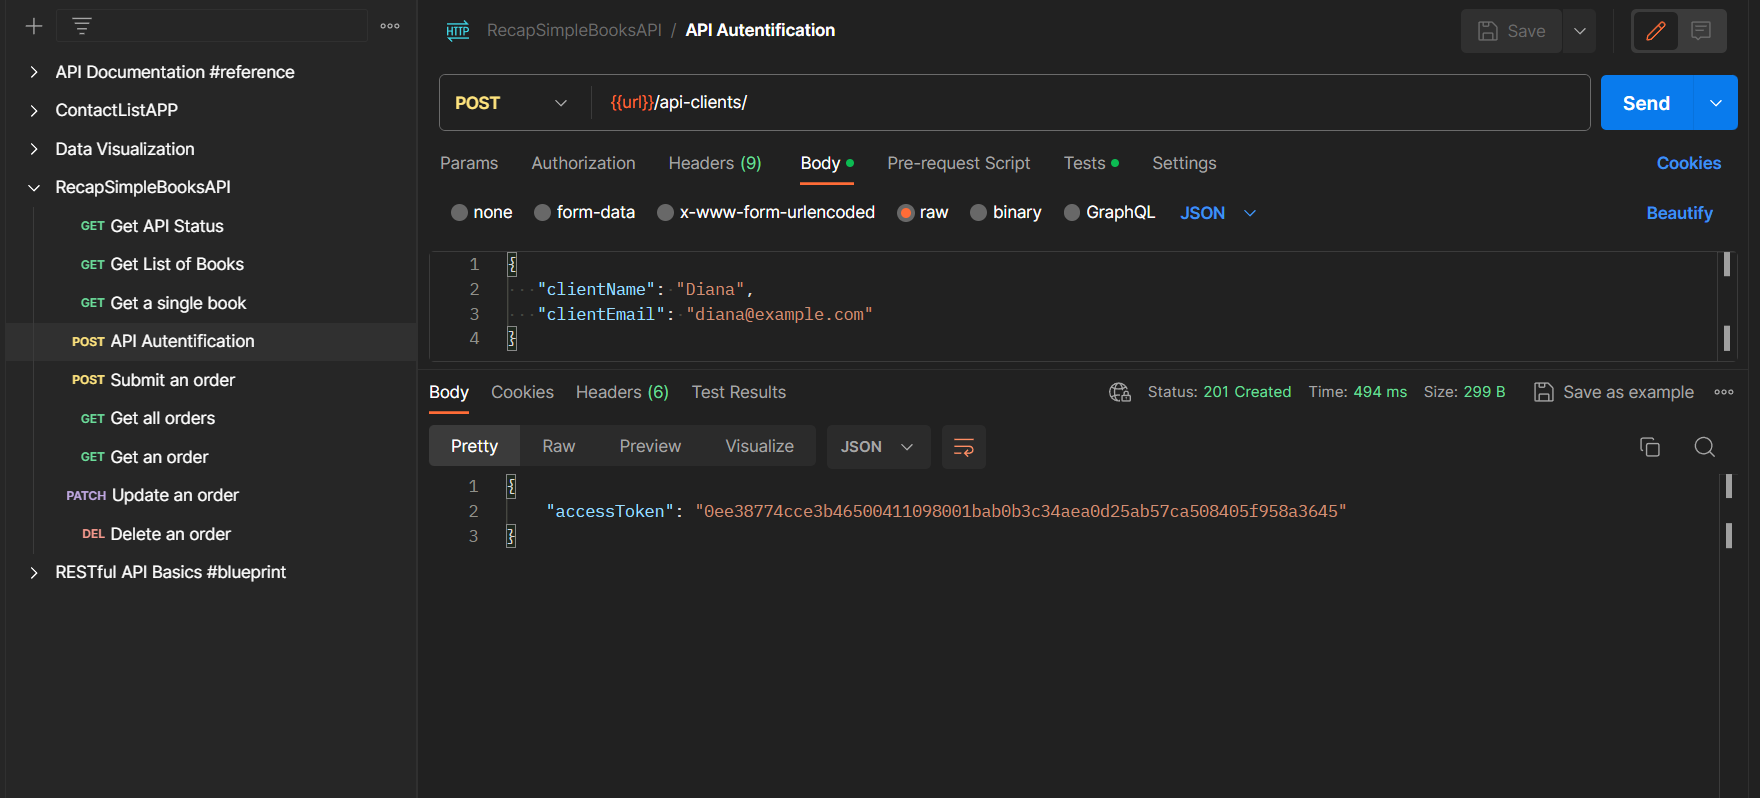 API Documentation #reference
ContactListAPP
Data Visualization
RecapSimpleBooksAPI
GET Get API Status
GET Get List of Books
GET Get a single book
POST API Autentification
POST Submit an order
GET Get all orders
GET Get an order
PATCH Update an order
DEL Delete an order
RESTful API Basics #blueprint
HTTP RecapSimpleBooksAPI / API Autentification
Save
POST {{url}}/api-clients/
Send
Params Authorization Headers (9) Body Pre-request Script Tests Settings Cookies
none form-data x-www-form-urlencoded raw binary GraphQL JSON Beautify
1 {
2 "clientName": "Diana",
3 "clientEmail": "diana@example.com"
4 }
Body Cookies Headers (6) Test Results Status: 201 Created Time: 494 ms Size: 299 B Save as example
Pretty Raw Preview Visualize JSON
1 {
2 "accessToken": "0ee38774cce3b46500411098001bab0b3c34aea0d25ab57ca508405f958a3645"
3 }